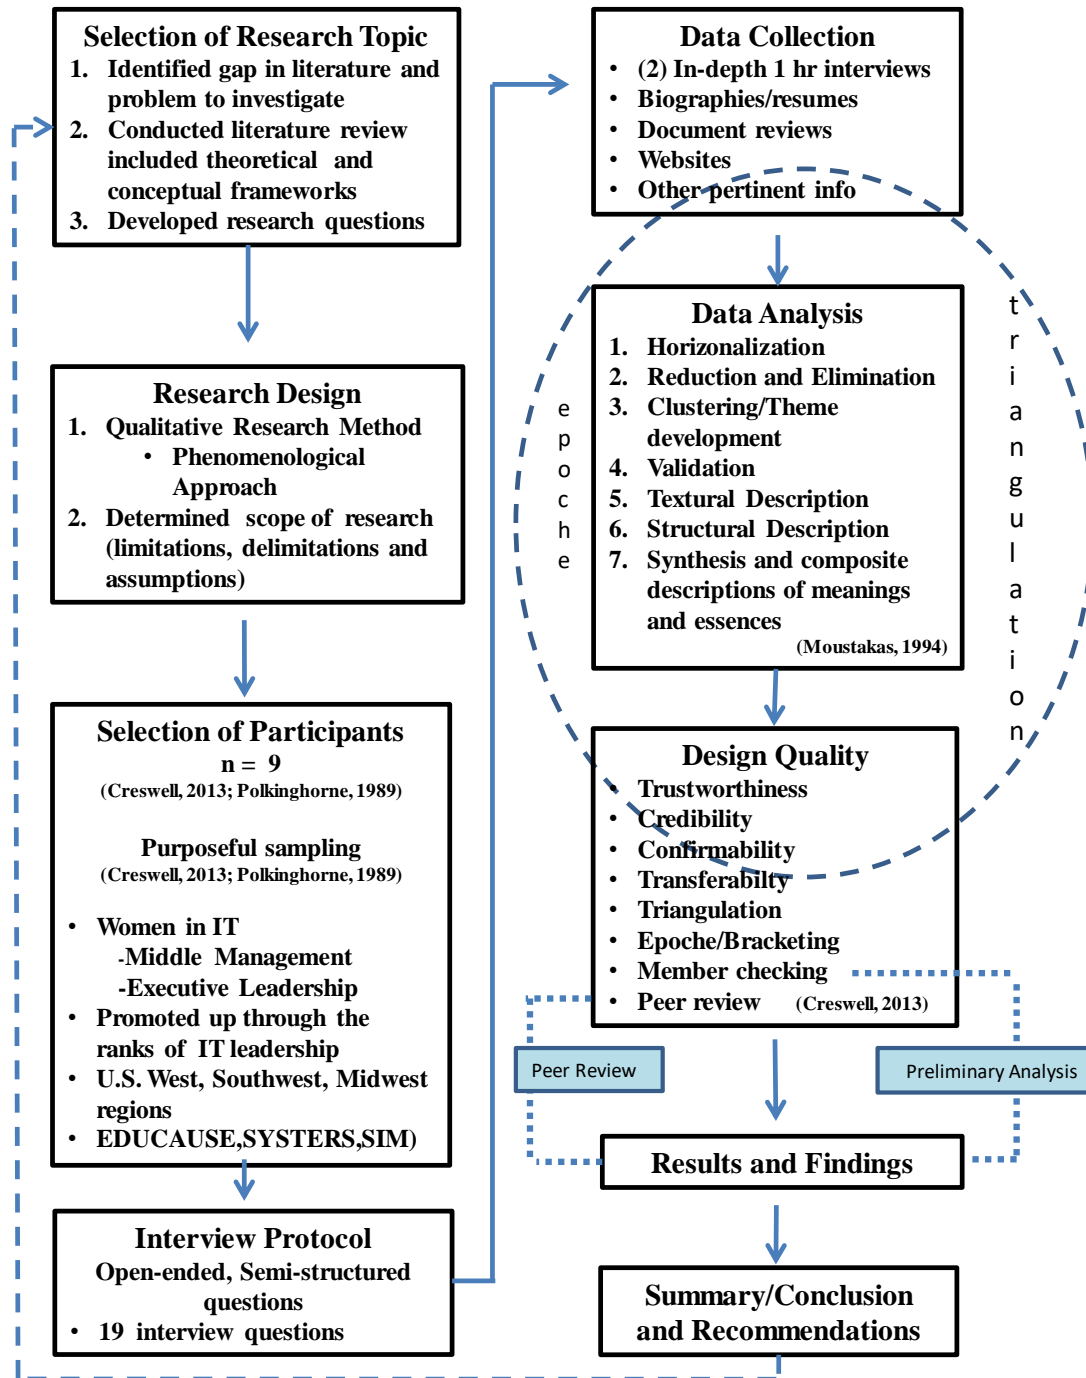 Selection of Research Topic
1. Identified gap in literature and
problem to investigate
2. Conducted literature review
included theoretical and
conceptual frameworks
3. Developed research questions
Research Design
1. Qualitative Research Method
• Phenomenological
Approach
2. Determined scope of research
(limitations, delimitations and
assumptions)
Selection of Participants
n = 9
(Creswell, 2013; Polkinghorne, 1989)
Purposeful sampling
(Creswell, 2013; Polkinghorne, 1989)
• Women in IT
-Middle Management
-Executive Leadership
• Promoted up through the
ranks of IT leadership
• U.S. West, Southwest, Midwest
regions
• EDUCAUSE,SYSTERS,SIM)
Interview Protocol
Open-ended, Semi-structured
questions
• 19 interview questions
Data Collection
• (2) In-depth 1 hr interviews
• Biographies/resumes
• Document reviews
• Websites
• Other pertinent info
Data Analysis
1. Horizonalization
2. Reduction and Elimination
3. Clustering/Theme
development
4. Validation
5. Textural Description
6. Structural Description
7. Synthesis and composite
descriptions of meanings
and essences
(Moustakas, 1994)
epoche
triangulation
Design Quality
• Trustworthiness
• Credibility
• Confirmability
• Transferabilty
• Triangulation
• Epoche/Bracketing
• Member checking
• Peer review (Creswell, 2013)
Peer Review
Preliminary Analysis
Results and Findings
Summary/Conclusion
and Recommendations